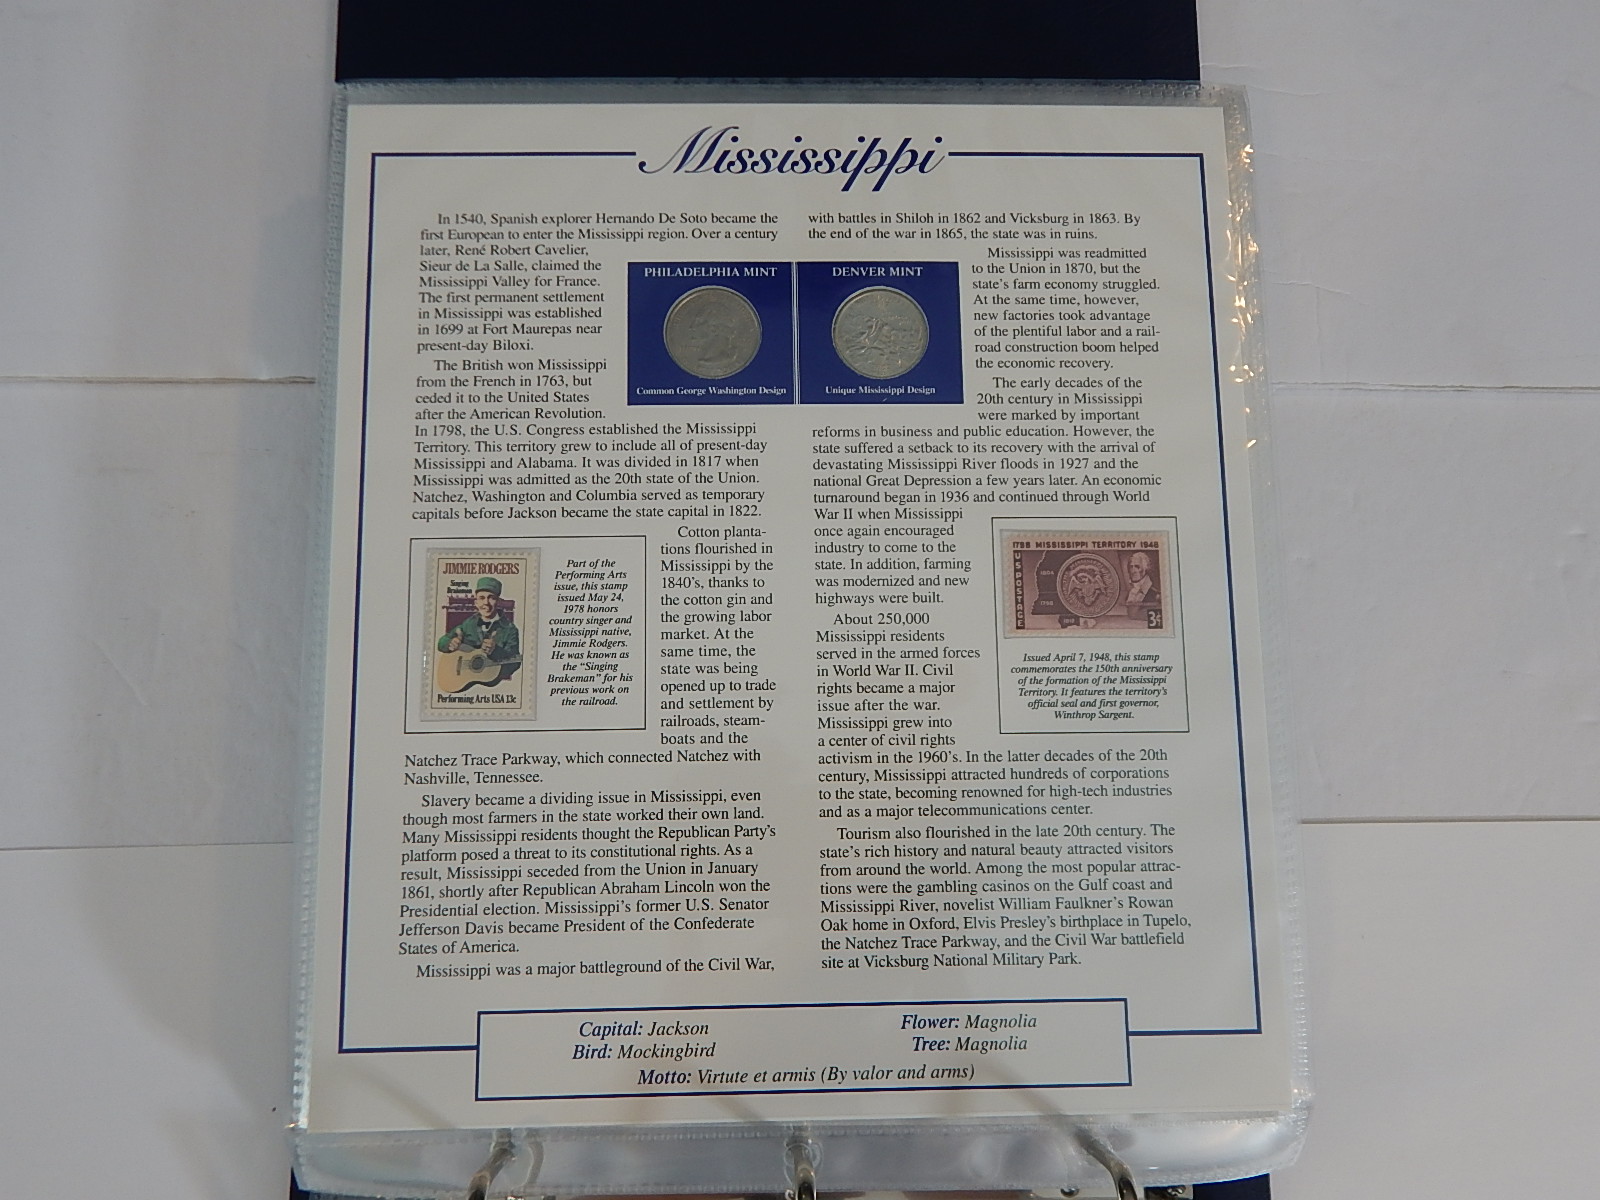 Mississippi
In 1540, Spanish explorer Hernando De Soto became the
first European to enter the Mississippi region. Over a century
later, René Robert Cavelier,
Sieur de La Salle, claimed the
Mississippi Valley for France.
The first permanent settlement
in Mississippi was established
in 1699 at Fort Maurepas near
present-day Biloxi.
The British won Mississippi
from the French in 1763, but
ceded it to the United States
after the American Revolution.
In 1798, the U.S. Congress established the Mississippi
Territory. This territory grew to include all of present-day
Mississippi and Alabama. It was divided in 1817 when
Mississippi was admitted as the 20th state of the Union.
Natchez, Washington and Columbia served as temporary
capitals before Jackson became the state capital in 1822.
Cotton planta-
tions flourished in
Mississippi by the
1840's, thanks to
the cotton gin and
the growing labor
market. At the
same time, the
state was being
opened up to trade
and settlement by
railroads, steam-
boats and the
Natchez Trace Parkway, which connected Natchez with
Nashville, Tennessee.
Slavery became a dividing issue in Mississippi, even
though most farmers in the state worked their own land.
Many Mississippi residents thought the Republican Party's
platform posed a threat to its constitutional rights. As a
result, Mississippi seceded from the Union in January
1861, shortly after Republican Abraham Lincoln won the
Presidential election. Mississippi's former U.S. Senator
Jefferson Davis became President of the Confederate
States of America.
Mississippi was a major battleground of the Civil War,
PHILADELPHIA MINT
Common George Washington Design
DENVER MINT
Unique Mississippi Design
JIMMIE RODGERS
Singing
Brakeman
Performing Arts USA 13c
Part of the
Performing Arts
issue, this stamp
issued May 24,
1978 honors
country singer and
Mississippi native,
Jimmie Rodgers.
He was known as
the "Singing
Brakeman" for his
previous work on
the railroad.
with battles in Shiloh in 1862 and Vicksburg in 1863. By
the end of the war in 1865, the state was in ruins.
Mississippi was readmitted
to the Union in 1870, but the
state's farm economy struggled.
At the same time, however,
new factories took advantage
of the plentiful labor and a rail-
road construction boom helped
the economic recovery.
The early decades of the
20th century in Mississippi
were marked by important
reforms in business and public education. However, the
state suffered a setback to its recovery with the arrival of
devastating Mississippi River floods in 1927 and the
national Great Depression a few years later. An economic
turnaround began in 1936 and continued through World
War II when Mississippi
once again encouraged
industry to come to the
state. In addition, farming
was modernized and new
highways were built.
About 250,000
Mississippi residents
served in the armed forces
in World War II. Civil
rights became a major
issue after the war.
Mississippi grew into
a center of civil rights
activism in the 1960's. In the latter decades of the 20th
century, Mississippi attracted hundreds of corporations
to the state, becoming renowned for high-tech industries
and as a major telecommunications center.
Tourism also flourished in the late 20th century. The
state's rich history and natural beauty attracted visitors
from around the world. Among the most popular attrac-
tions were the gambling casinos on the Gulf coast and
Mississippi River, novelist William Faulkner's Rowan
Oak home in Oxford, Elvis Presley's birthplace in Tupelo,
the Natchez Trace Parkway, and the Civil War battlefield
site at Vicksburg National Military Park.
1798 MISSISSIPPI TERRITORY 1948
U S POSTAGE
1804
1798
1812
3¢
Issued April 7, 1948, this stamp
commemorates the 150th anniversary
of the formation of the Mississippi
Territory. It features the territory's
official seal and first governor,
Winthrop Sargent.
Capital: Jackson
Bird: Mockingbird
Flower: Magnolia
Tree: Magnolia
Motto: Virtute et armis (By valor and arms)